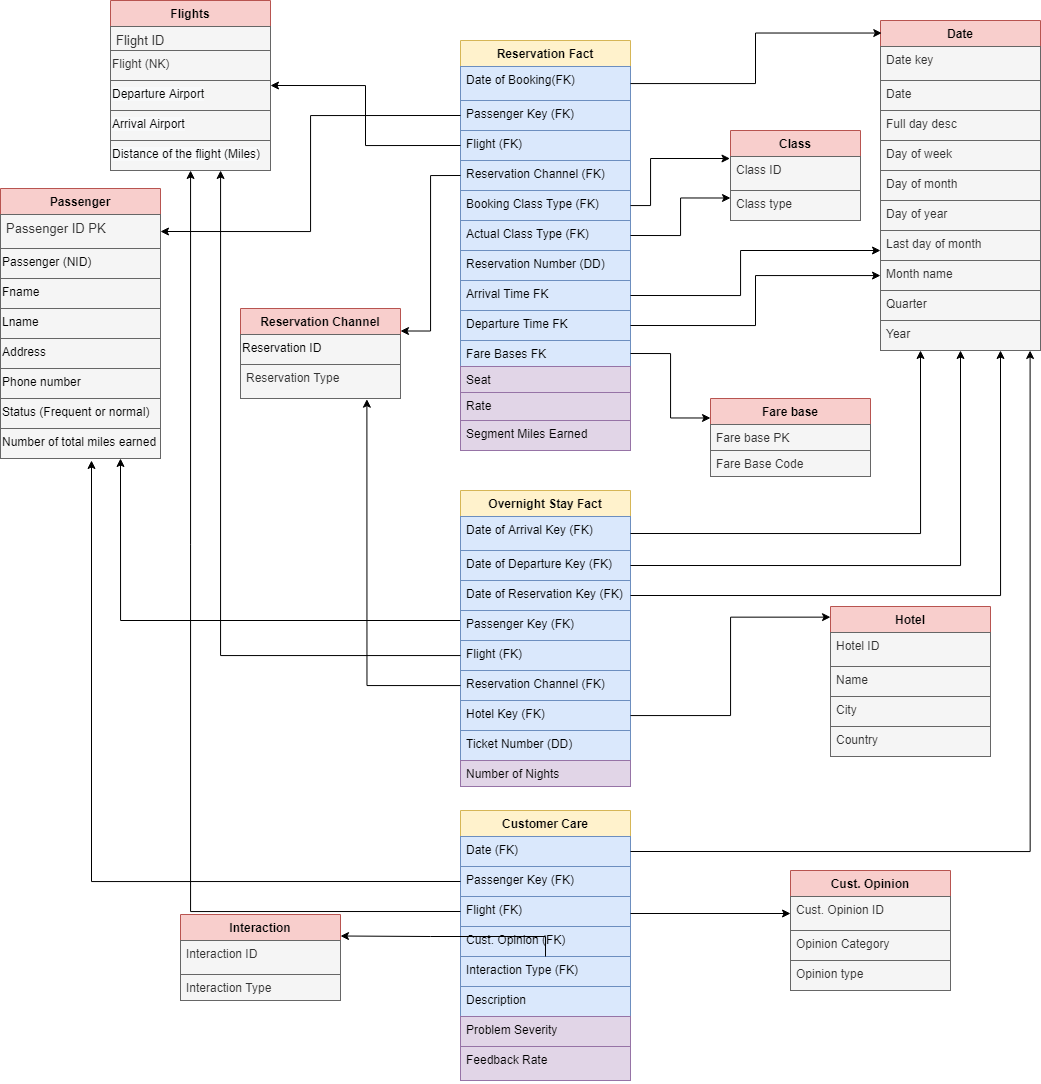 Flights
Flight ID
Flight (NK)
Departure Airport
Arrival Airport
Distance of the flight (Miles)
Passenger
Passenger ID PK
Passenger (NID)
Fname
Lname
Address
Phone number
Status (Frequent or normal)
Number of total miles earned
Reservation Channel
Reservation ID
Reservation Type
Reservation Fact
Date of Booking(FK)
Passenger Key (FK)
Flight (FK)
Reservation Channel (FK)
Booking Class Type (FK)
Actual Class Type (FK)
Reservation Number (DD)
Arrival Time FK
Departure Time FK
Fare Bases FK
Seat
Rate
Segment Miles Earned
Class
Class ID
Class type
Date
Date key
Date
Full day desc
Day of week
Day of month
Day of year
Last day of month
Month name
Quarter
Year
Fare base
Fare base PK
Fare Base Code
Overnight Stay Fact
Date of Arrival Key (FK)
Date of Departure Key (FK)
Date of Reservation Key (FK)
Passenger Key (FK)
Flight (FK)
Reservation Channel (FK)
Hotel Key (FK)
Ticket Number (DD)
Number of Nights
Hotel
Hotel ID
Name
City
Country
Customer Care
Date (FK)
Passenger Key (FK)
Flight (FK)
Cust. Opinion (FK)
Interaction Type (FK)
Description
Problem Severity
Feedback Rate
Interaction
Interaction ID
Interaction Type
Cust. Opinion
Cust. Opinion ID
Opinion Category
Opinion type